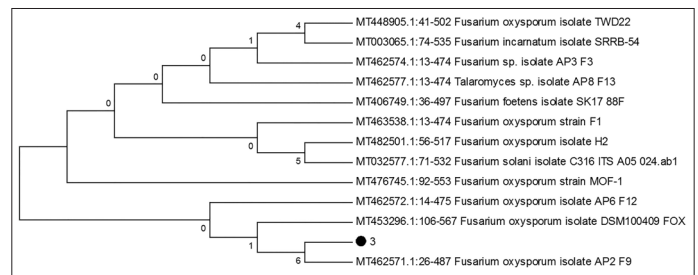 4
MT448905.1:41-502 Fusarium oxysporum isolate TWD22
1
MT003065.1:74-535 Fusarium incarnatum isolate SRRB-54
0
MT462574.1:13-474 Fusarium sp. isolate AP3 F3
0
MT462577.1:13-474 Talaromyces sp. isolate AP8 F13
0
MT406749.1:36-497 Fusarium foetens isolate SK17 88F
MT463538.1:13-474 Fusarium oxysporum strain F1
0
MT482501.1:56-517 Fusarium oxysporum isolate H2
5
MT032577.1:71-532 Fusarium solani isolate C316 ITS A05 024.ab1
MT476745.1:92-553 Fusarium oxysporum strain MOF-1
MT462572.1:14-475 Fusarium oxysporum isolate AP6 F12
0
MT453296.1:106-567 Fusarium oxysporum isolate DSM100409 FOX
1
3
6
MT462571.1:26-487 Fusarium oxysporum isolate AP2 F9